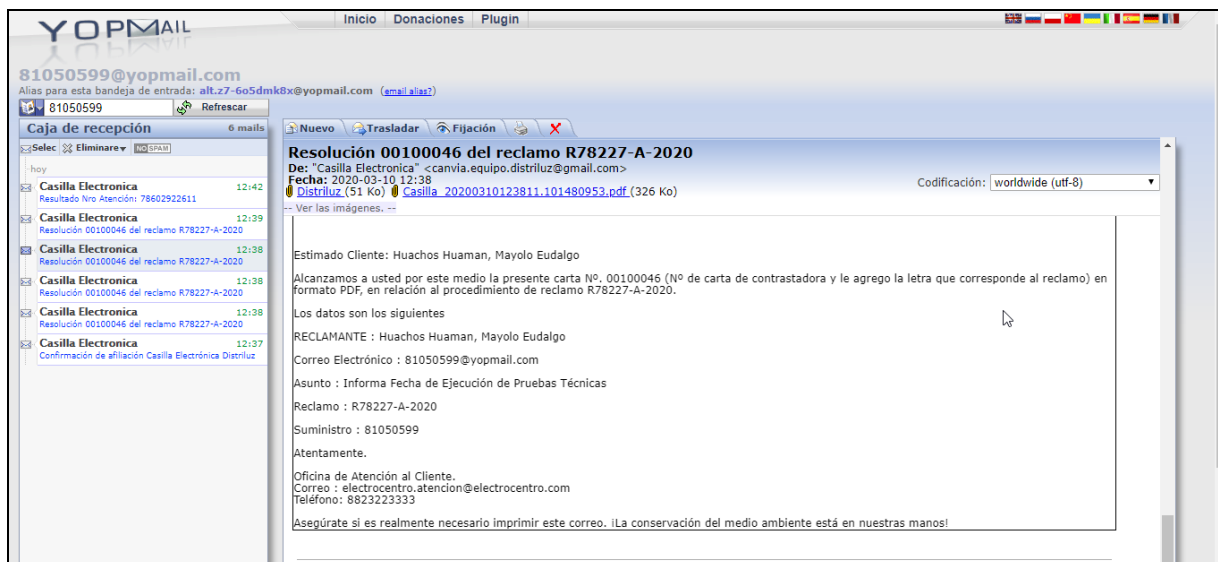 YOPMAIL
Inicio Donaciones Plugin
81050599@yopmail.com
Alias para esta bandeja de entrada: alt.z7-6o5dmk8x@yopmail.com (email alias?)
81050599 Refrescar
Caja de recepción 6 mails
Selec Eliminare NO SPAM
hoy
Casilla Electronica 12:42
Resultado Nro Atención: 78602922611
Casilla Electronica 12:39
Resolución 00100046 del reclamo R78227-A-2020
Casilla Electronica 12:38
Resolución 00100046 del reclamo R78227-A-2020
Casilla Electronica 12:38
Resolución 00100046 del reclamo R78227-A-2020
Casilla Electronica 12:38
Resolución 00100046 del reclamo R78227-A-2020
Casilla Electronica 12:37
Confirmación de afiliación Casilla Electrónica Distriluz
Nuevo Trasladar Fijación
Resolución 00100046 del reclamo R78227-A-2020
De: "Casilla Electronica" <canvia.equipo.distriluz@gmail.com>
Fecha: 2020-03-10 12:38
Codificación: worldwide (utf-8)
Distriluz (51 Ko) Casilla_20200310123811.101480953.pdf (326 Ko)
-- Ver las imágenes. --
Estimado Cliente: Huachos Huaman, Mayolo Eudalgo
Alcanzamos a usted por este medio la presente carta Nº. 00100046 (Nº de carta de contrastadora y le agrego la letra que corresponde al reclamo) en
formato PDF, en relación al procedimiento de reclamo R78227-A-2020.
Los datos son los siguientes
RECLAMANTE : Huachos Huaman, Mayolo Eudalgo
Correo Electrónico : 81050599@yopmail.com
Asunto : Informa Fecha de Ejecución de Pruebas Técnicas
Reclamo : R78227-A-2020
Suministro : 81050599
Atentamente.
Oficina de Atención al Cliente.
Correo : electrocentro.atencion@electrocentro.com
Teléfono: 8823223333
Asegúrate si es realmente necesario imprimir este correo. ¡La conservación del medio ambiente está en nuestras manos!